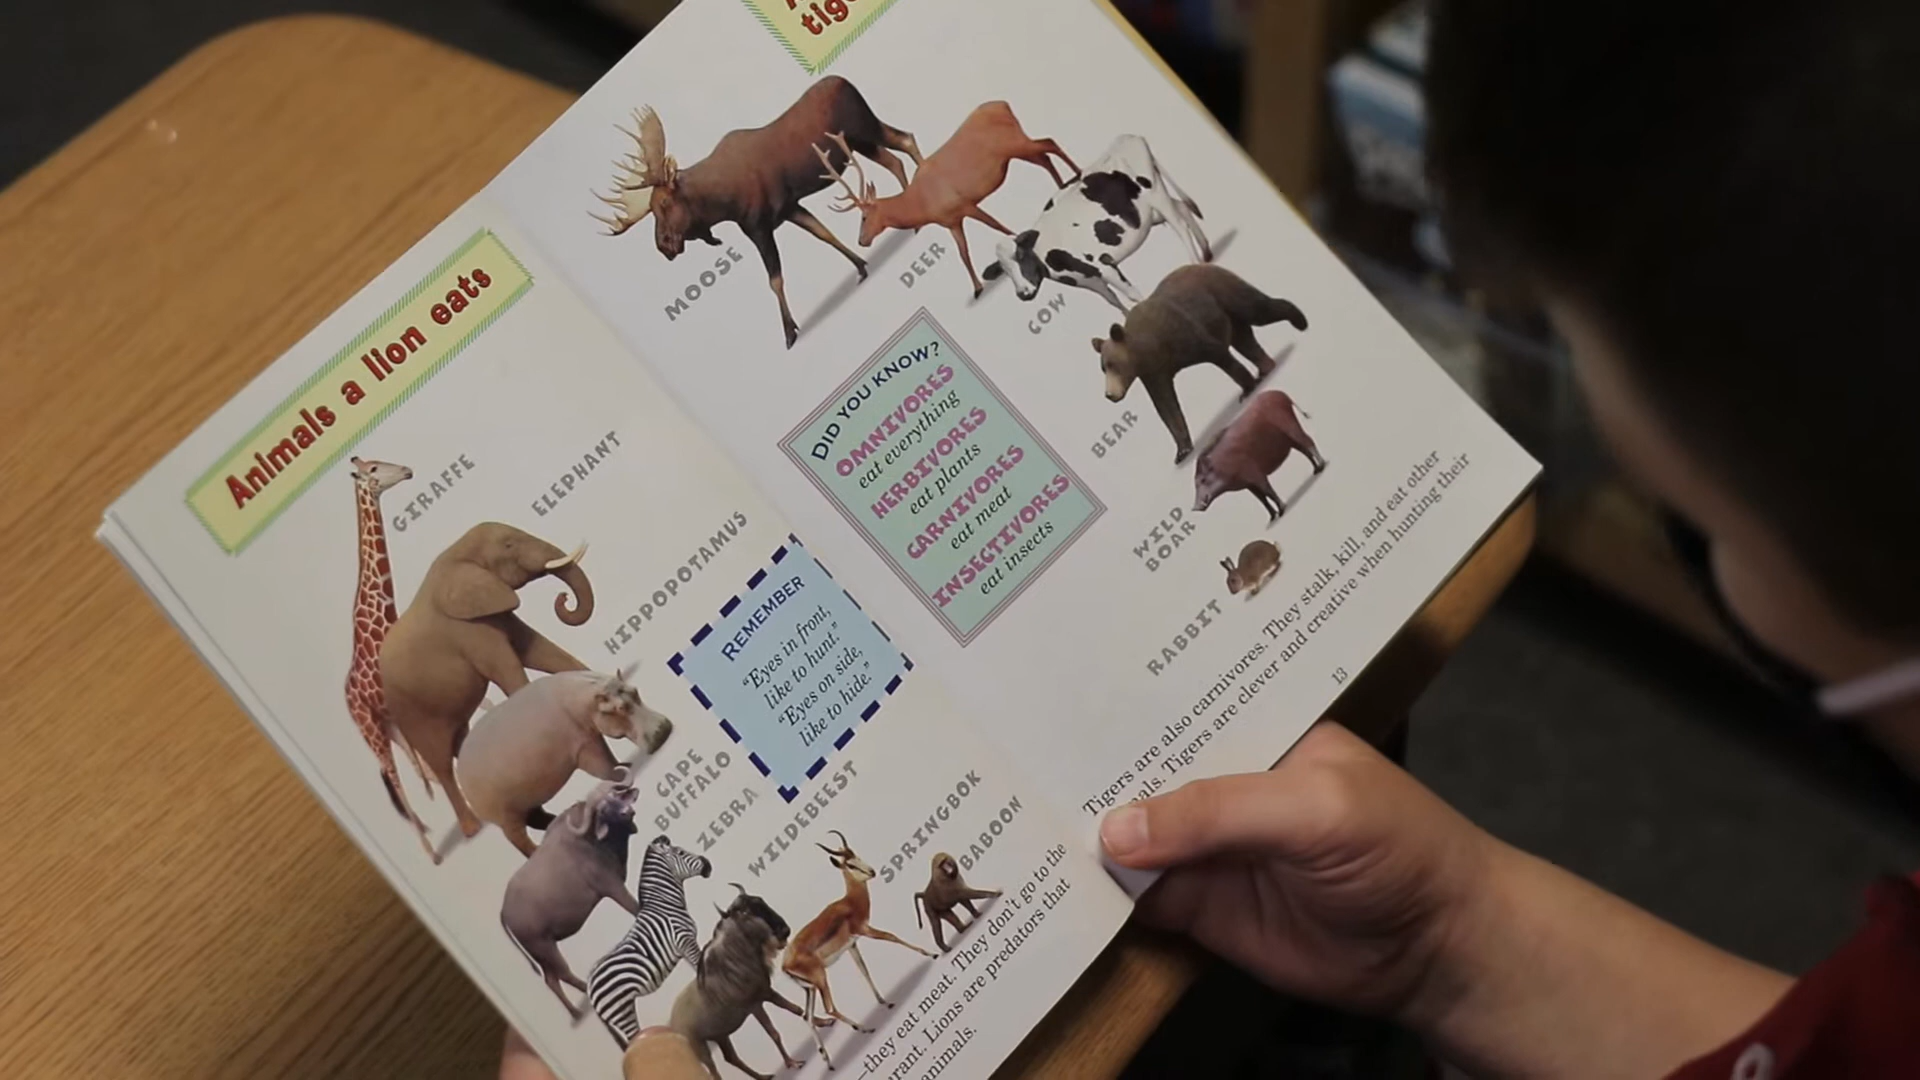 Animals a lion eats
GIRAFFE
ELEPHANT
HIPPOPOTAMUS
CAPE
BUFFALO
ZEBRA
WILDEBEEST
SPRINGBOK
BABOON
REMEMBER
"Eyes in front,
like to hunt."
"Eyes on side,
like to hide."
—they eat meat. They don't go to the
Lions are predators that
animals.
MOOSE
DEER
COW
BEAR
WILD
BOAR
RABBIT
DID YOU KNOW?
OMNIVORES
eat everything
HERBIVORES
eat plants
CARNIVORES
eat meat
INSECTIVORES
eat insects
Tigers are also carnivores. They stalk, kill, and eat other
Tigers are clever and creative when hunting their
13